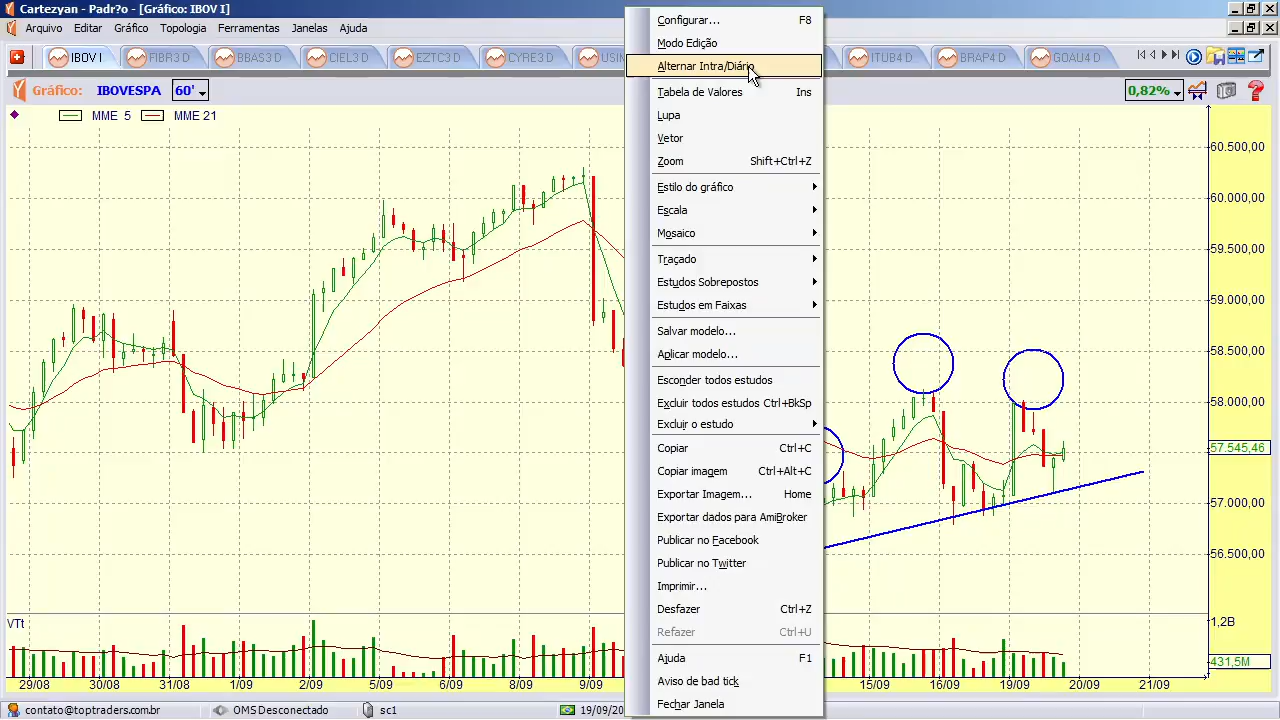 Cartezyan - Padr?o - [Gráfico: IBOV I]
Arquivo Editar Gráfico Topologia Ferramentas Janelas Ajuda
IBOV I FIBR3 D BBAS3 D CIEL3 D EZTC3 D CYRE3 D USIN ITUB4 D BRAP4 D GOAU4 D
Gráfico: IBOVESPA 60' 0,82%
MME 5 MME 21
Configurar... F8
Modo Edição
Alternar Intra/Diário
Tabela de Valores Ins
Lupa
Vetor
Zoom Shift+Ctrl+Z
Estilo do gráfico
Escala
Mosaico
Traçado
Estudos Sobrepostos
Estudos em Faixas
Salvar modelo...
Aplicar modelo...
Esconder todos estudos
Excluir todos estudos Ctrl+BkSp
Excluir o estudo
Copiar Ctrl+C
Copiar imagem Ctrl+Alt+C
Exportar Imagem... Home
Exportar dados para AmiBroker
Publicar no Facebook
Publicar no Twitter
Imprimir...
Desfazer Ctrl+Z
Refazer Ctrl+U
Ajuda F1
Aviso de bad tick
Fechar Janela
60.500,00
60.000,00
59.500,00
59.000,00
58.500,00
58.000,00
57.545,46
57.000,00
56.500,00
VTt
1,2B
431,5M
29/08 30/08 31/08 1/09 2/09 5/09 6/09 8/09 9/09 15/09 16/09 19/09 20/09 21/09
contato@toptraders.com.br OMS Desconectado sc1 19/09/20